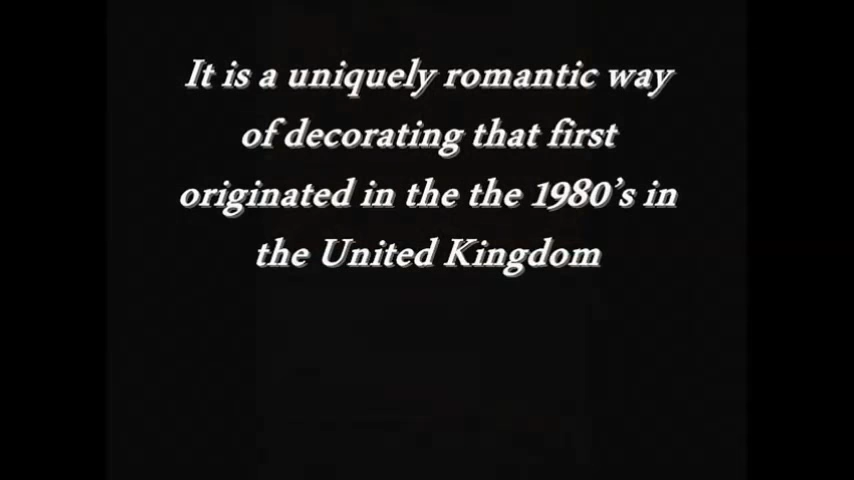 It is a uniquely romantic way
of decorating that first
originated in the the 1980's in
the United Kingdom